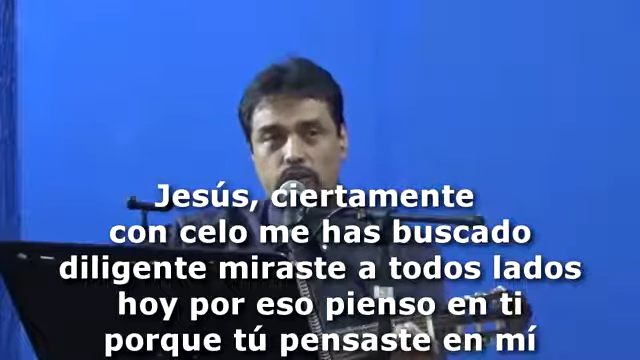 Jesús, ciertamente
con celo me has buscado
diligente miraste a todos lados
hoy por eso pienso en ti
porque tú pensaste en mí